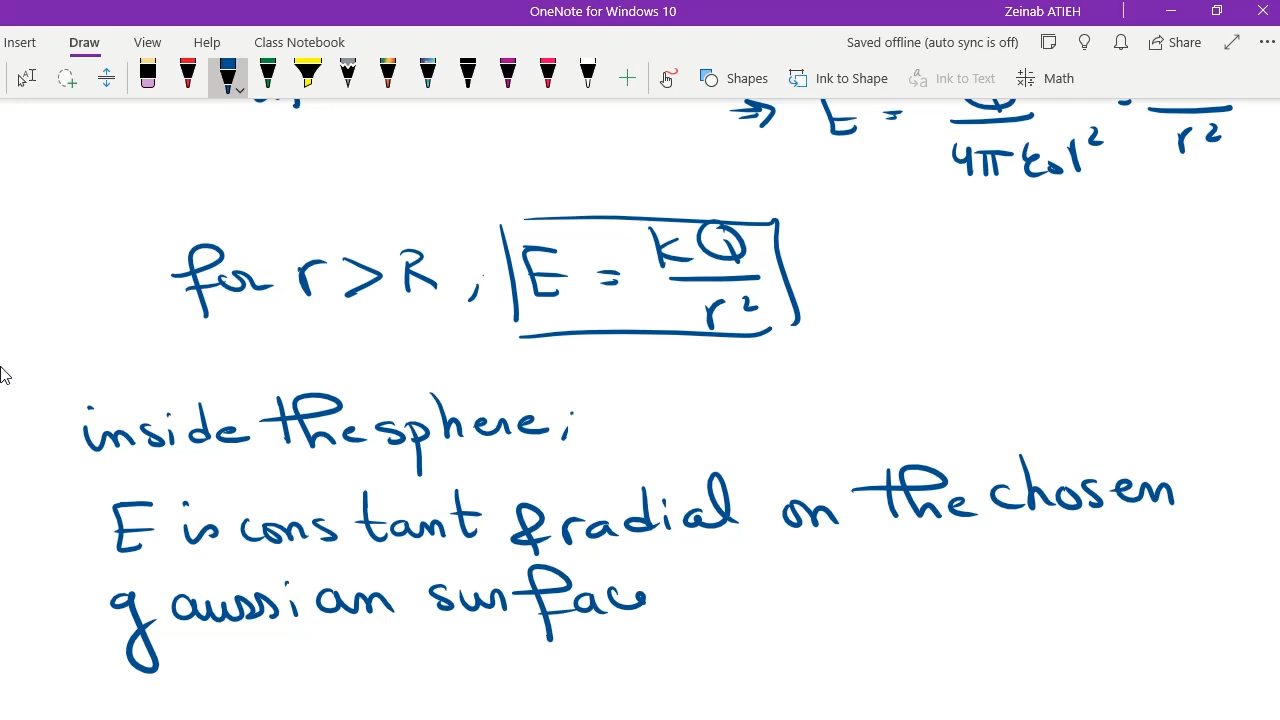 OneNote for Windows 10
Zeinab ATIEH
Insert Draw View Help Class Notebook
Saved offline (auto sync is off)
Share
Shapes Ink to Shape Ink to Text Math
⇒ E = Q / 4πε₀r² = / r²
for r > R , E = kQ / r²
inside the sphere;
E is constant & radial on the chosen
gaussian surface